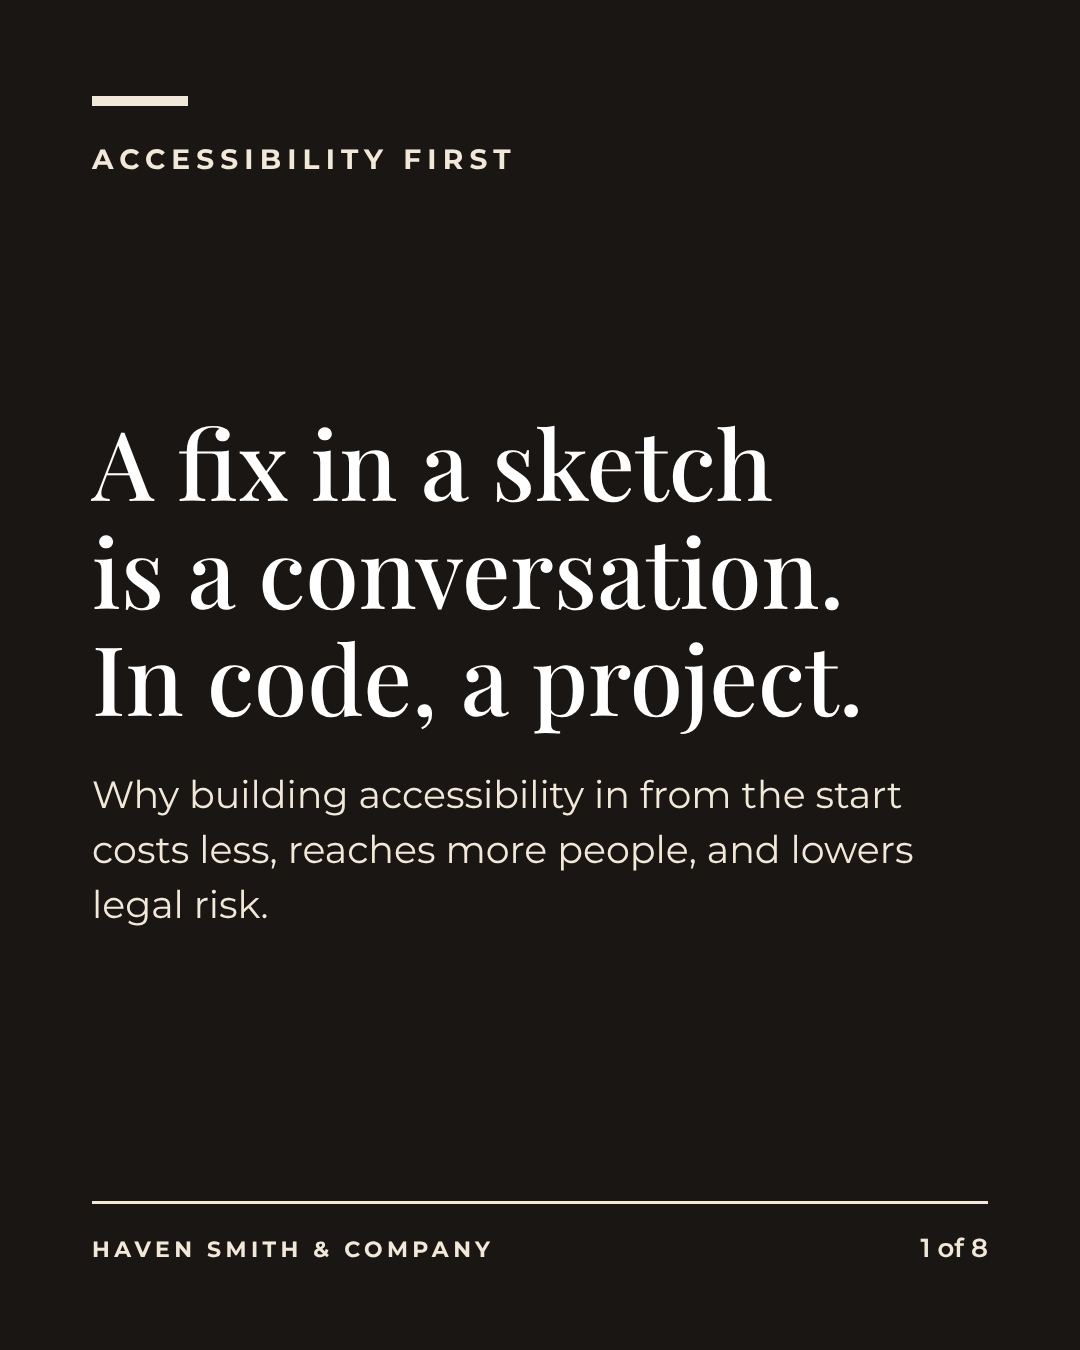 ACCESSIBILITY FIRST
A fix in a sketch
is a conversation.
In code, a project.
Why building accessibility in from the start
costs less, reaches more people, and lowers
legal risk.
HAVEN SMITH & COMPANY
1 of 8